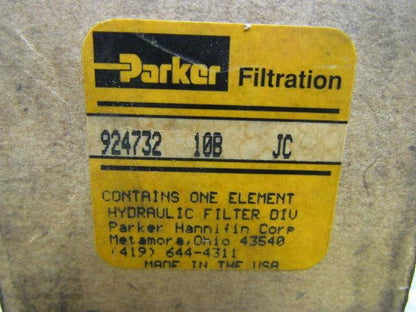 Parker Filtration
924732 10B JC
CONTAINS ONE ELEMENT
HYDRAULIC FILTER DIV
Parker Hannifin Corp
Metamora, Ohio 43540
(419) 644-4311
MADE IN THE USA